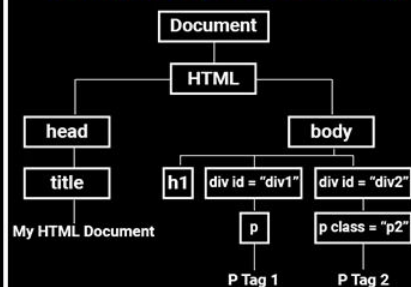 Document
HTML
head
body
title
h1
div id = "div1"
div id = "div2"
My HTML Document
p
p class = "p2"
P Tag 1
P Tag 2